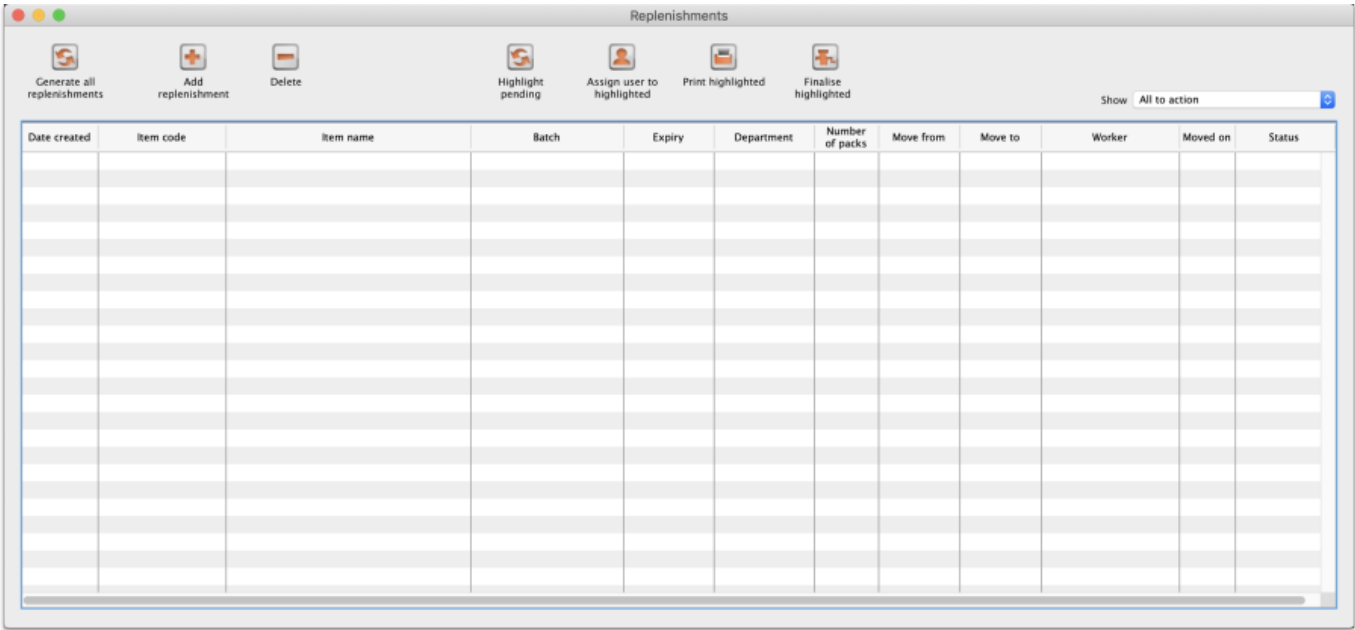 Replenishments
Generate all
replenishments
Add
replenishment
Delete
Highlight
pending
Assign user to
highlighted
Print highlighted
Finalise
highlighted
Show All to action
Date created Item code Item name Batch Expiry Department Number of packs Move from Move to Worker Moved on Status